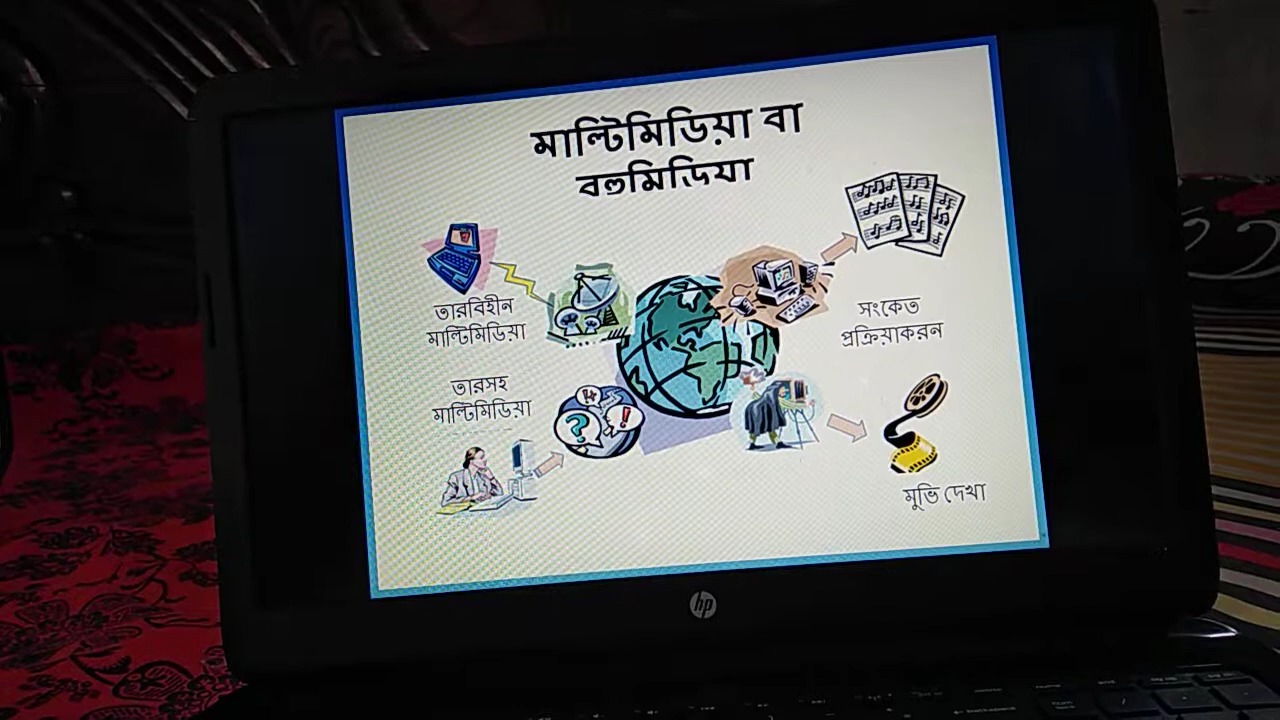 মাল্টিমিডিয়া বা
বহুমিডিয়া
তারবিহীন
মাল্টিমিডিয়া
তারসহ
মাল্টিমিডিয়া
সংকেত
প্রক্রিয়াকরন
মুভি দেখা
hp